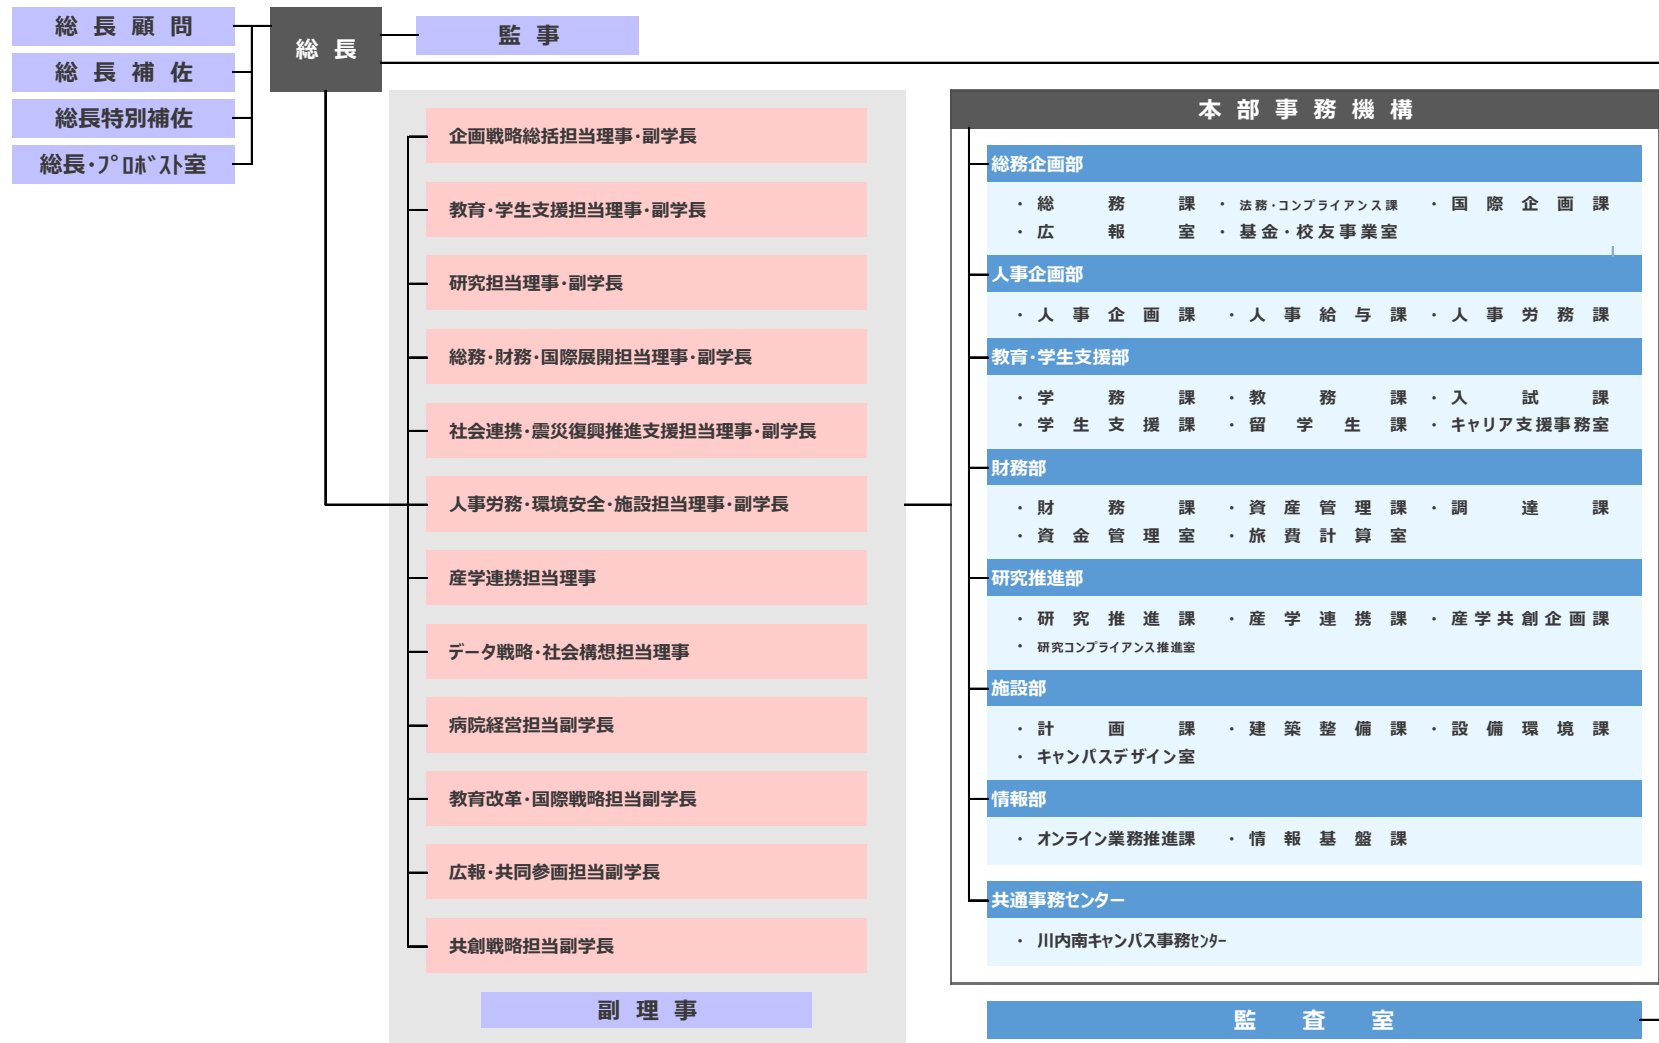 総長顧問
総長補佐
総長特別補佐
総長・ﾌﾟﾛﾎﾞｽﾄ室
総長
監事
企画戦略総括担当理事・副学長
教育・学生支援担当理事・副学長
研究担当理事・副学長
総務・財務・国際展開担当理事・副学長
社会連携・震災復興推進支援担当理事・副学長
人事労務・環境安全・施設担当理事・副学長
産学連携担当理事
データ戦略・社会構想担当理事
病院経営担当副学長
教育改革・国際戦略担当副学長
広報・共同参画担当副学長
共創戦略担当副学長
副理事
本部事務機構
総務企画部
・総務課 ・法務・コンプライアンス課 ・国際企画課
・広報室 ・基金・校友事業室
人事企画部
・人事企画課 ・人事給与課 ・人事労務課
教育・学生支援部
・学務課 ・教務課 ・入試課
・学生支援課 ・留学生課 ・キャリア支援事務室
財務部
・財務課 ・資産管理課 ・調達課
・資金管理室 ・旅費計算室
研究推進部
・研究推進課 ・産学連携課 ・産学共創企画課
・研究コンプライアンス推進室
施設部
・計画課 ・建築整備課 ・設備環境課
・キャンパスデザイン室
情報部
・オンライン業務推進課 ・情報基盤課
共通事務センター
・川内南キャンパス事務ｾﾝﾀｰ
監査室